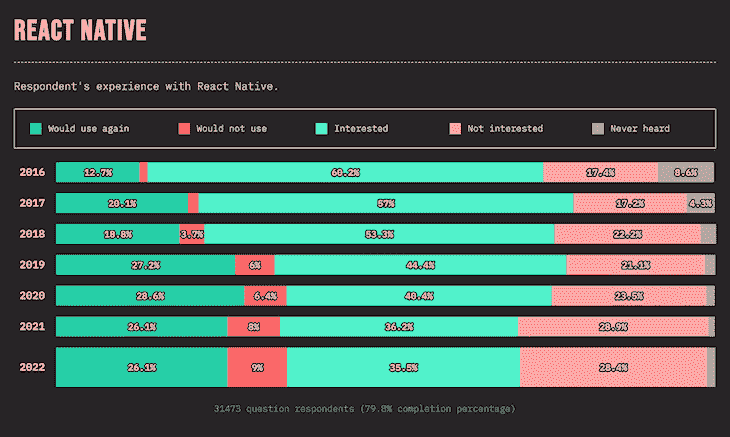 REACT NATIVE
Respondent's experience with React Native.
Would use again Would not use Interested Not interested Never heard
2016 12.7% 60.2% 17.4% 8.6%
2017 20.1% 57% 17.2% 4.3%
2018 18.8% 3.7% 53.3% 22.2%
2019 27.2% 6% 44.4% 21.1%
2020 28.6% 6.4% 40.4% 23.5%
2021 26.1% 8% 36.2% 28.9%
2022 26.1% 9% 35.5% 28.4%
31473 question respondents (79.8% completion percentage)